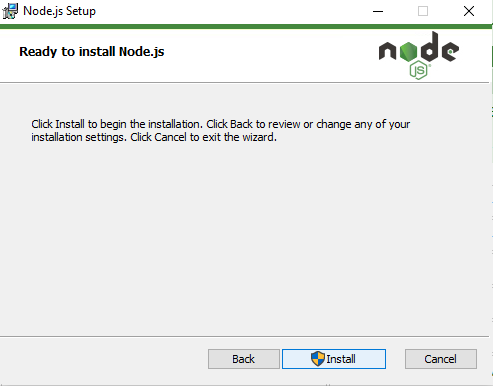 Node.js Setup
Ready to install Node.js
node
JS
Click Install to begin the installation. Click Back to review or change any of your
installation settings. Click Cancel to exit the wizard.
Back
Install
Cancel